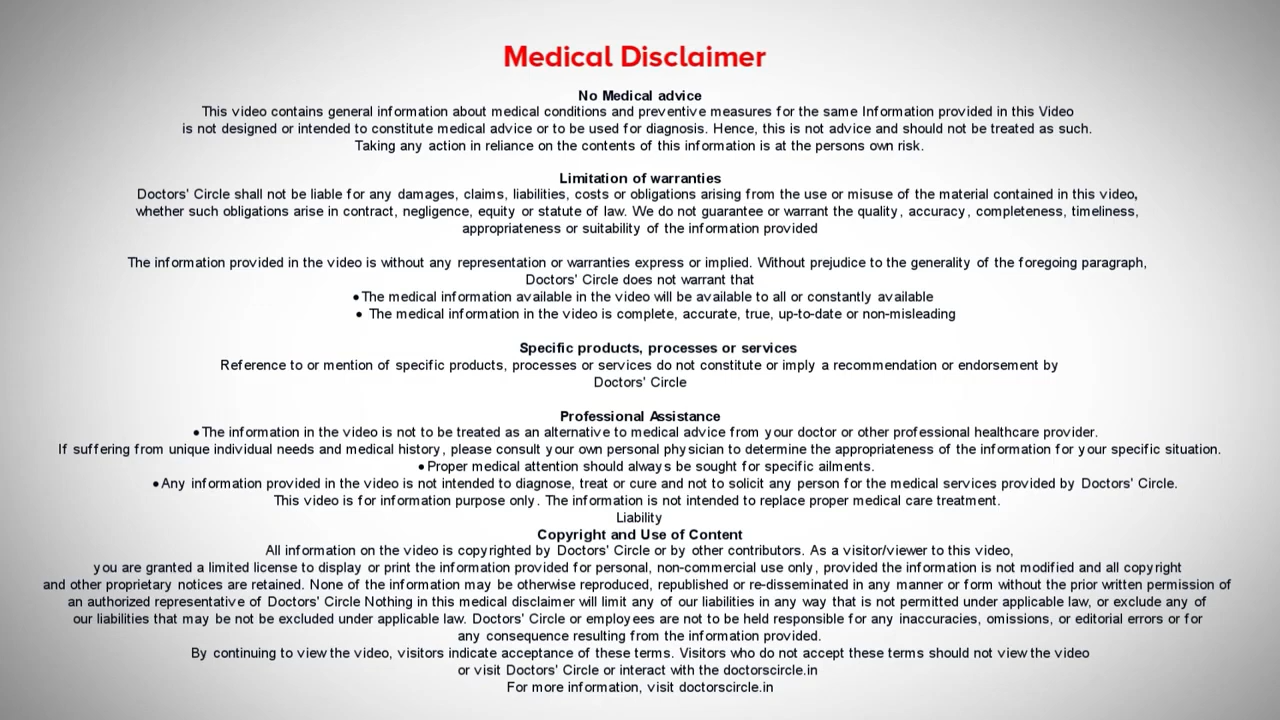 Medical Disclaimer
No Medical advice
This video contains general information about medical conditions and preventive measures for the same Information provided in this Video
is not designed or intended to constitute medical advice or to be used for diagnosis. Hence, this is not advice and should not be treated as such.
Taking any action in reliance on the contents of this information is at the persons own risk.
Limitation of warranties
Doctors' Circle shall not be liable for any damages, claims, liabilities, costs or obligations arising from the use or misuse of the material contained in this video,
whether such obligations arise in contract, negligence, equity or statute of law. We do not guarantee or warrant the quality, accuracy, completeness, timeliness,
appropriateness or suitability of the information provided
The information provided in the video is without any representation or warranties express or implied. Without prejudice to the generality of the foregoing paragraph,
Doctors' Circle does not warrant that
• The medical information available in the video will be available to all or constantly available
• The medical information in the video is complete, accurate, true, up-to-date or non-misleading
Specific products, processes or services
Reference to or mention of specific products, processes or services do not constitute or imply a recommendation or endorsement by
Doctors' Circle
Professional Assistance
• The information in the video is not to be treated as an alternative to medical advice from your doctor or other professional healthcare provider.
If suffering from unique individual needs and medical history, please consult your own personal physician to determine the appropriateness of the information for your specific situation.
• Proper medical attention should always be sought for specific ailments.
• Any information provided in the video is not intended to diagnose, treat or cure and not to solicit any person for the medical services provided by Doctors' Circle.
This video is for information purpose only. The information is not intended to replace proper medical care treatment.
Liability
Copyright and Use of Content
All information on the video is copyrighted by Doctors' Circle or by other contributors. As a visitor/viewer to this video,
you are granted a limited license to display or print the information provided for personal, non-commercial use only, provided the information is not modified and all copyright
and other proprietary notices are retained. None of the information may be otherwise reproduced, republished or re-disseminated in any manner or form without the prior written permission of
an authorized representative of Doctors' Circle Nothing in this medical disclaimer will limit any of our liabilities in any way that is not permitted under applicable law, or exclude any of
our liabilities that may be not be excluded under applicable law. Doctors' Circle or employees are not to be held responsible for any inaccuracies, omissions, or editorial errors or for
any consequence resulting from the information provided.
By continuing to view the video, visitors indicate acceptance of these terms. Visitors who do not accept these terms should not view the video
or visit Doctors' Circle or interact with the doctorscircle.in
For more information, visit doctorscircle.in